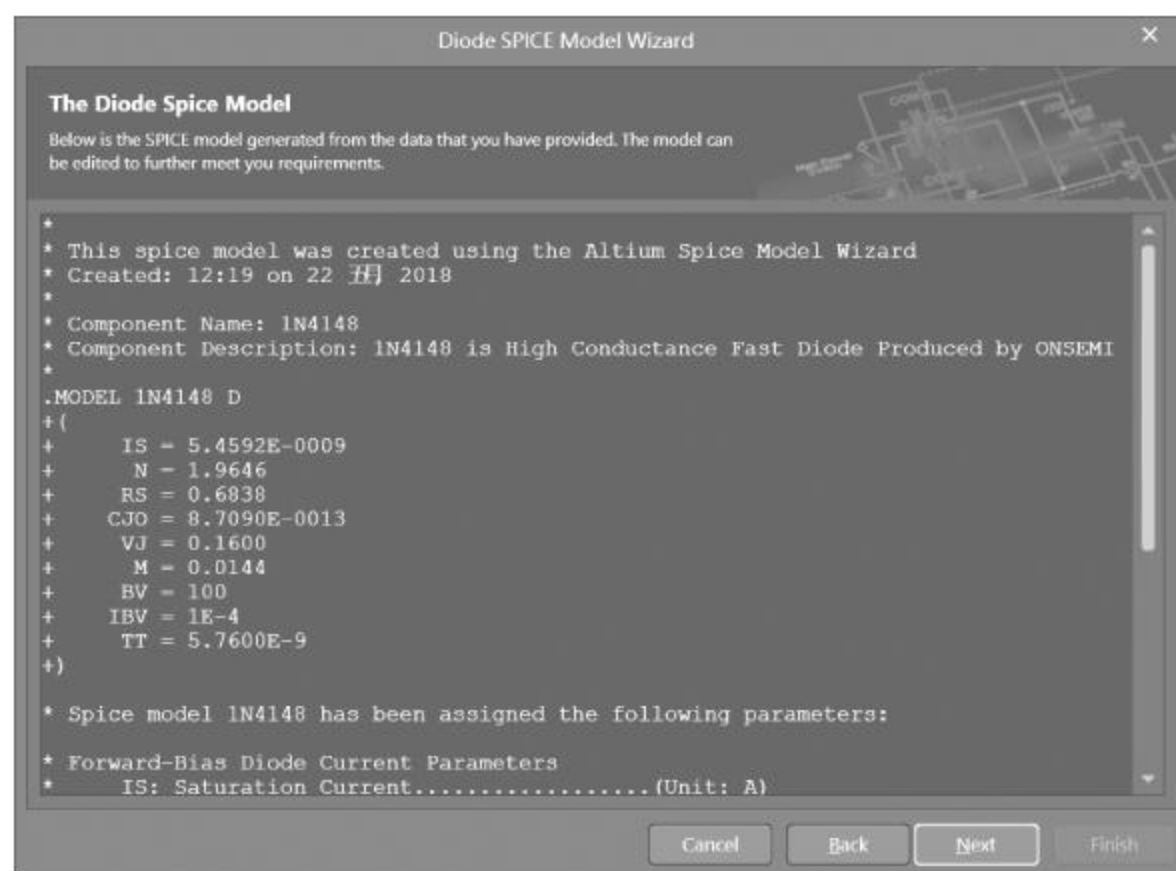 Diode SPICE Model Wizard
The Diode Spice Model
Below is the SPICE model generated from the data that you have provided. The model can
be edited to further meet you requirements.
*
* This spice model was created using the Altium Spice Model Wizard
* Created: 12:19 on 22 2018
*
* Component Name: 1N4148
* Component Description: 1N4148 is High Conductance Fast Diode Produced by ONSEMI
*
.MODEL 1N4148 D
+(
+ IS = 5.4592E-0009
+ N = 1.9646
+ RS = 0.6838
+ CJO = 8.7090E-0013
+ VJ = 0.1600
+ M = 0.0144
+ BV = 100
+ IBV = 1E-4
+ TT = 5.7600E-9
+)
* Spice model 1N4148 has been assigned the following parameters:
* Forward-Bias Diode Current Parameters
* IS: Saturation Current..................(Unit: A)
Cancel
Back
Next
Finish